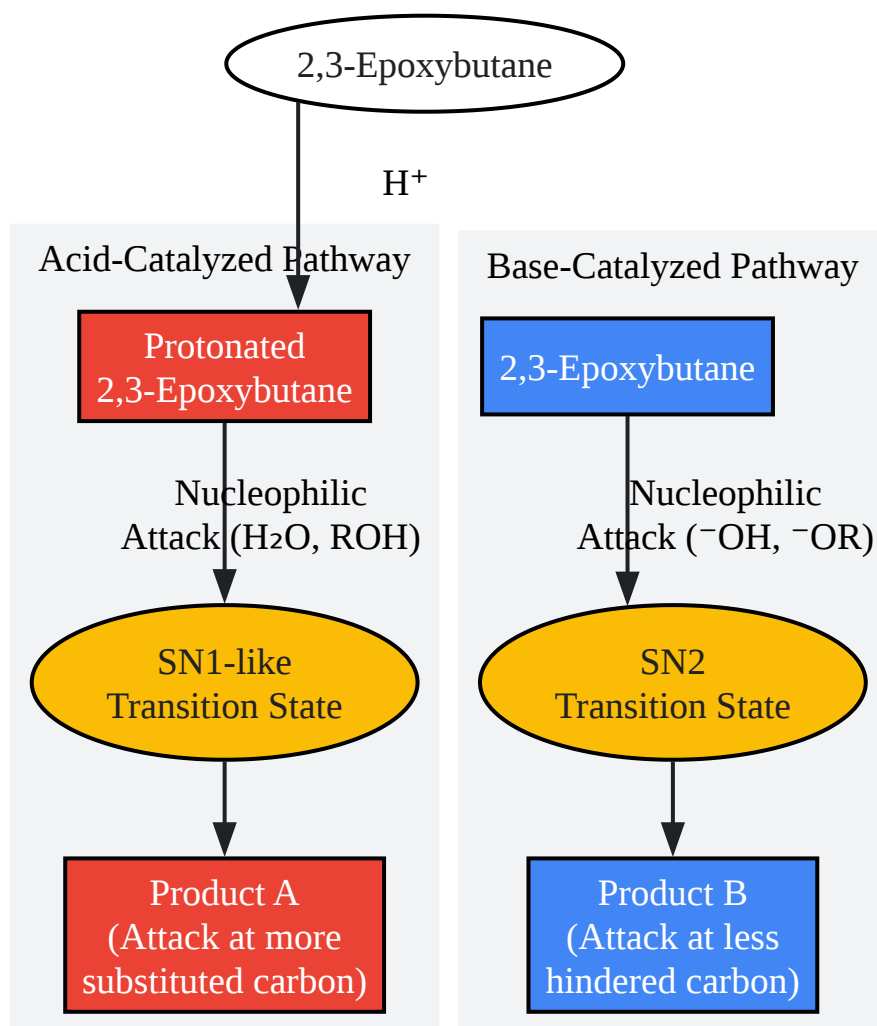 2,3-Epoxybutane
H⁺
Acid-Catalyzed Pathway
Protonated
2,3-Epoxybutane
Nucleophilic
Attack (H₂O, ROH)
SN1-like
Transition State
Product A
(Attack at more
substituted carbon)
Base-Catalyzed Pathway
2,3-Epoxybutane
Nucleophilic
Attack (⁻OH, ⁻OR)
SN2
Transition State
Product B
(Attack at less
hindered carbon)